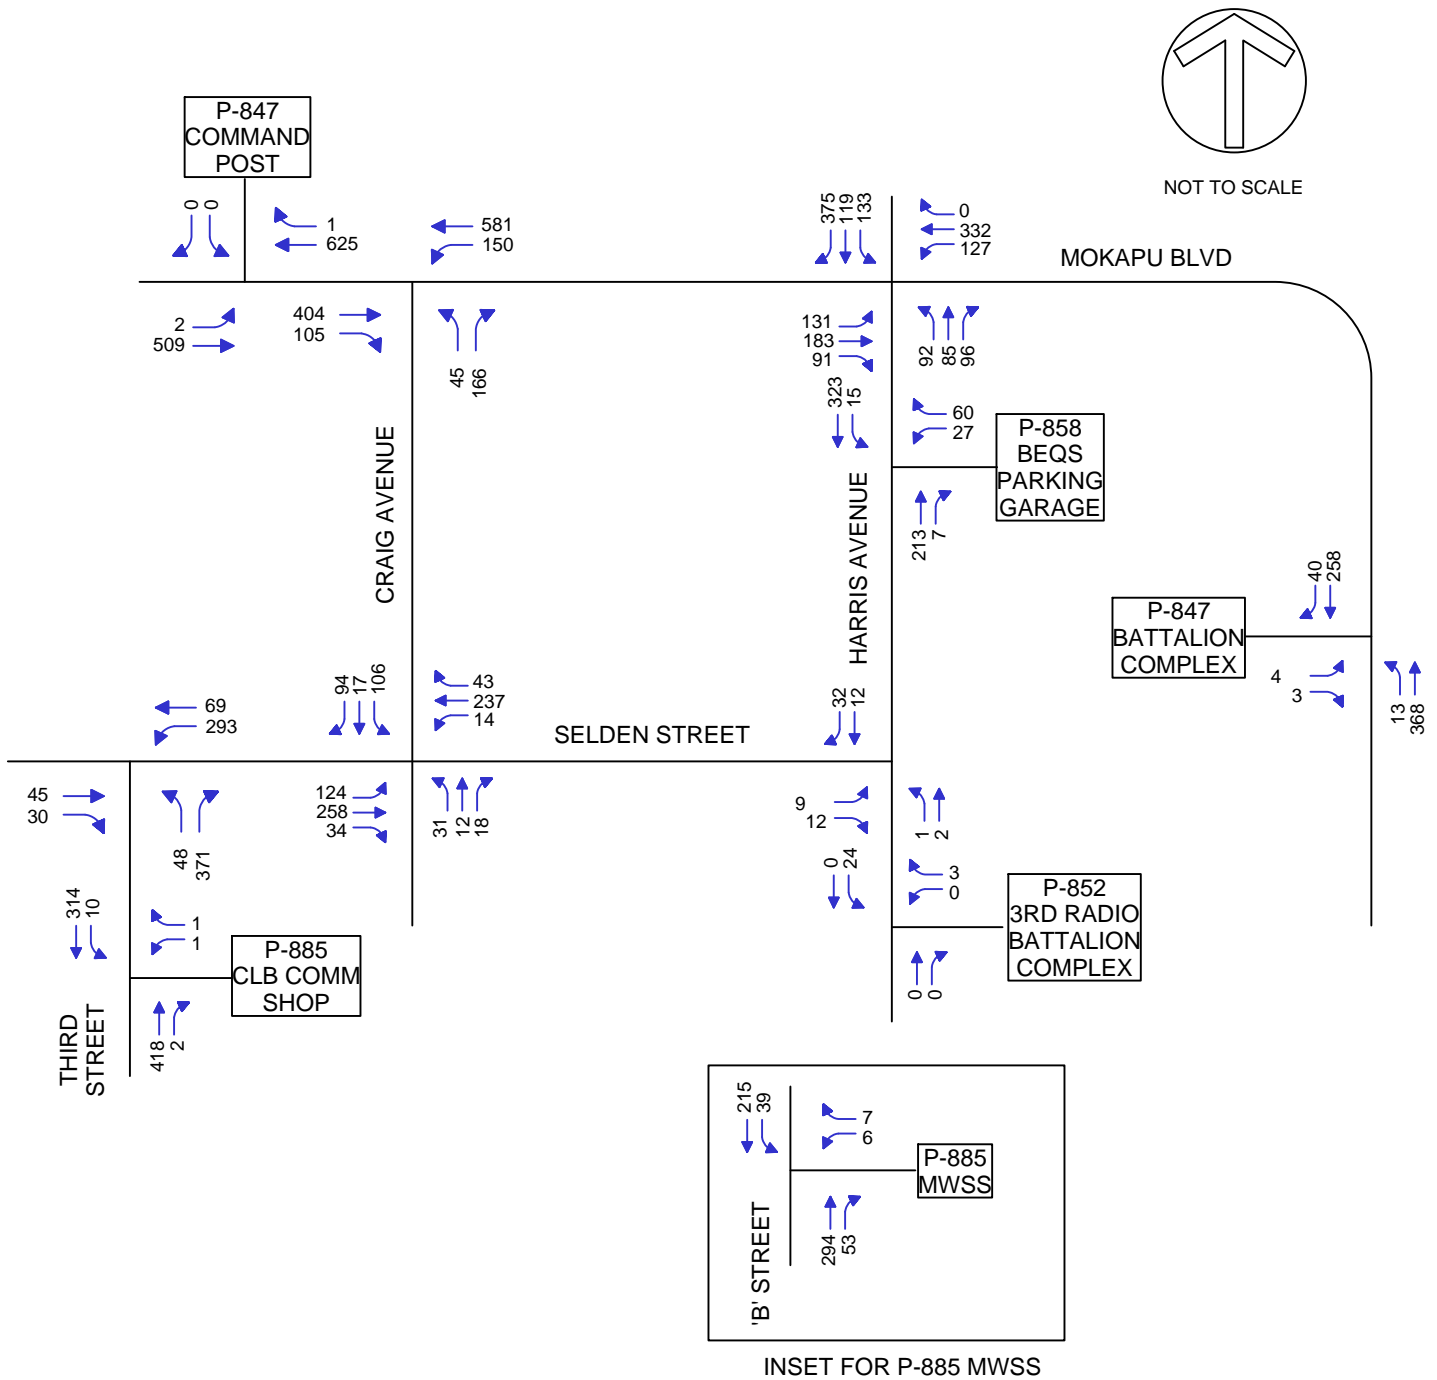 P-847
COMMAND
POST
NOT TO SCALE
0
0
1
625
581
150
375
119
133
0
332
127
MOKAPU BLVD
2
509
404
105
45
166
131
183
91
92
85
96
323
15
60
27
P-858
BEQS
PARKING
GARAGE
213
7
CRAIG AVENUE
HARRIS AVENUE
40
258
P-847
BATTALION
COMPLEX
4
3
13
368
69
293
94
17
106
43
237
14
SELDEN STREET
32
12
45
30
48
371
124
258
34
31
12
18
9
12
1
2
0
24
3
0
P-852
3RD RADIO
BATTALION
COMPLEX
0
0
314
10
1
1
P-885
CLB COMM
SHOP
THIRD
STREET
418
2
215
39
7
6
P-885
MWSS
'B' STREET
294
53
INSET FOR P-885 MWSS